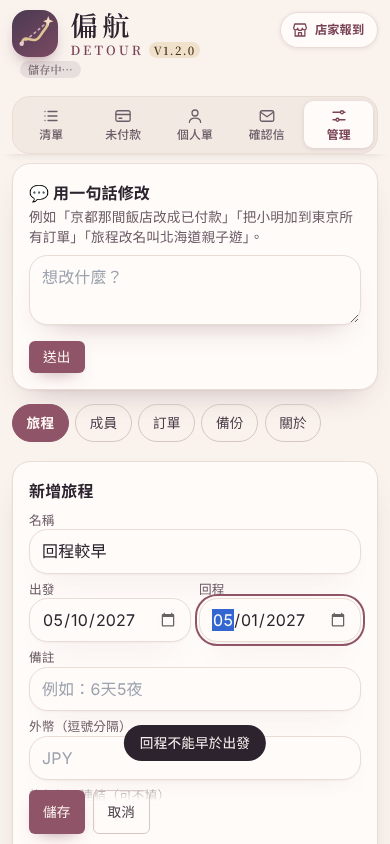 偏航
DETOUR V1.2.0
店家報到
儲存中…
清單
未付款
個人單
確認信
管理
💬 用一句話修改
例如「京都那間飯店改成已付款」「把小明加到東京所
有訂單」「旅程改名叫北海道親子遊」。
想改什麼？
送出
旅程
成員
訂單
備份
關於
新增旅程
名稱
回程較早
出發
回程
05/10/2027
05/01/2027
備註
例如：6天5夜
外幣（逗號分隔）
JPY
回程不能早於出發
儲存
取消